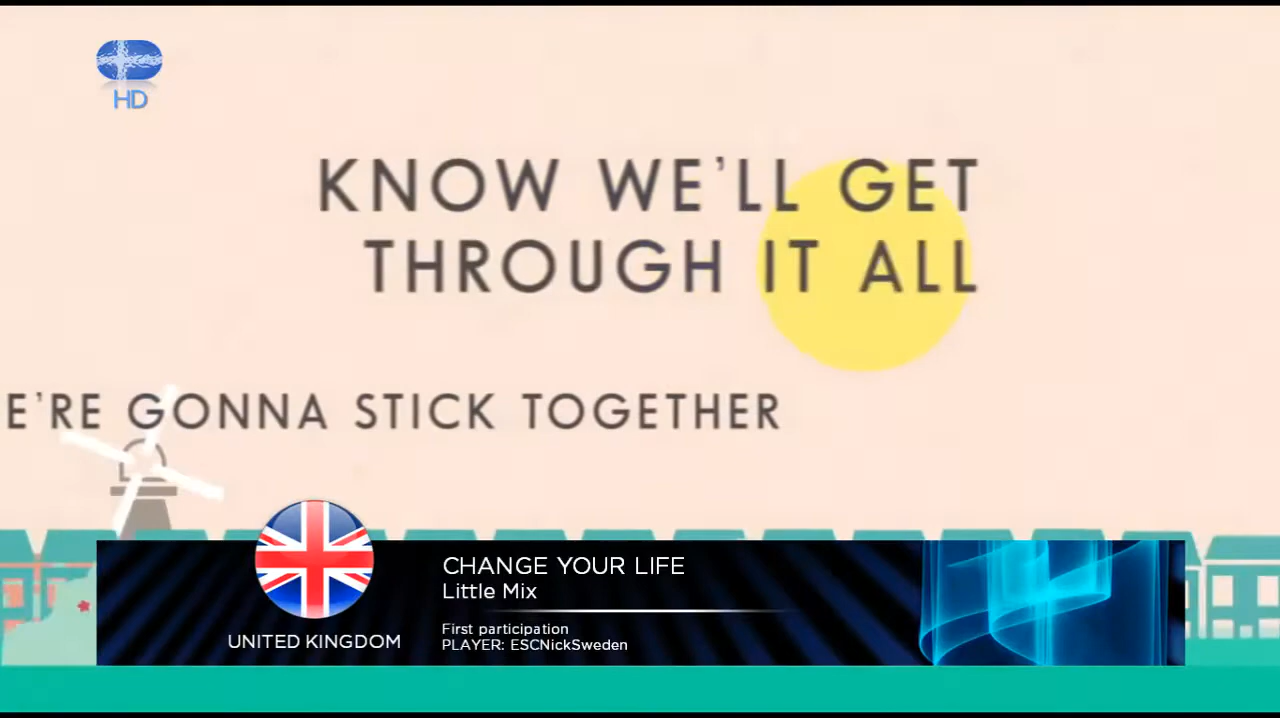 HD
KNOW WE'LL GET
THROUGH IT ALL
E'RE GONNA STICK TOGETHER
CHANGE YOUR LIFE
Little Mix
First participation
PLAYER: ESCNickSweden
UNITED KINGDOM